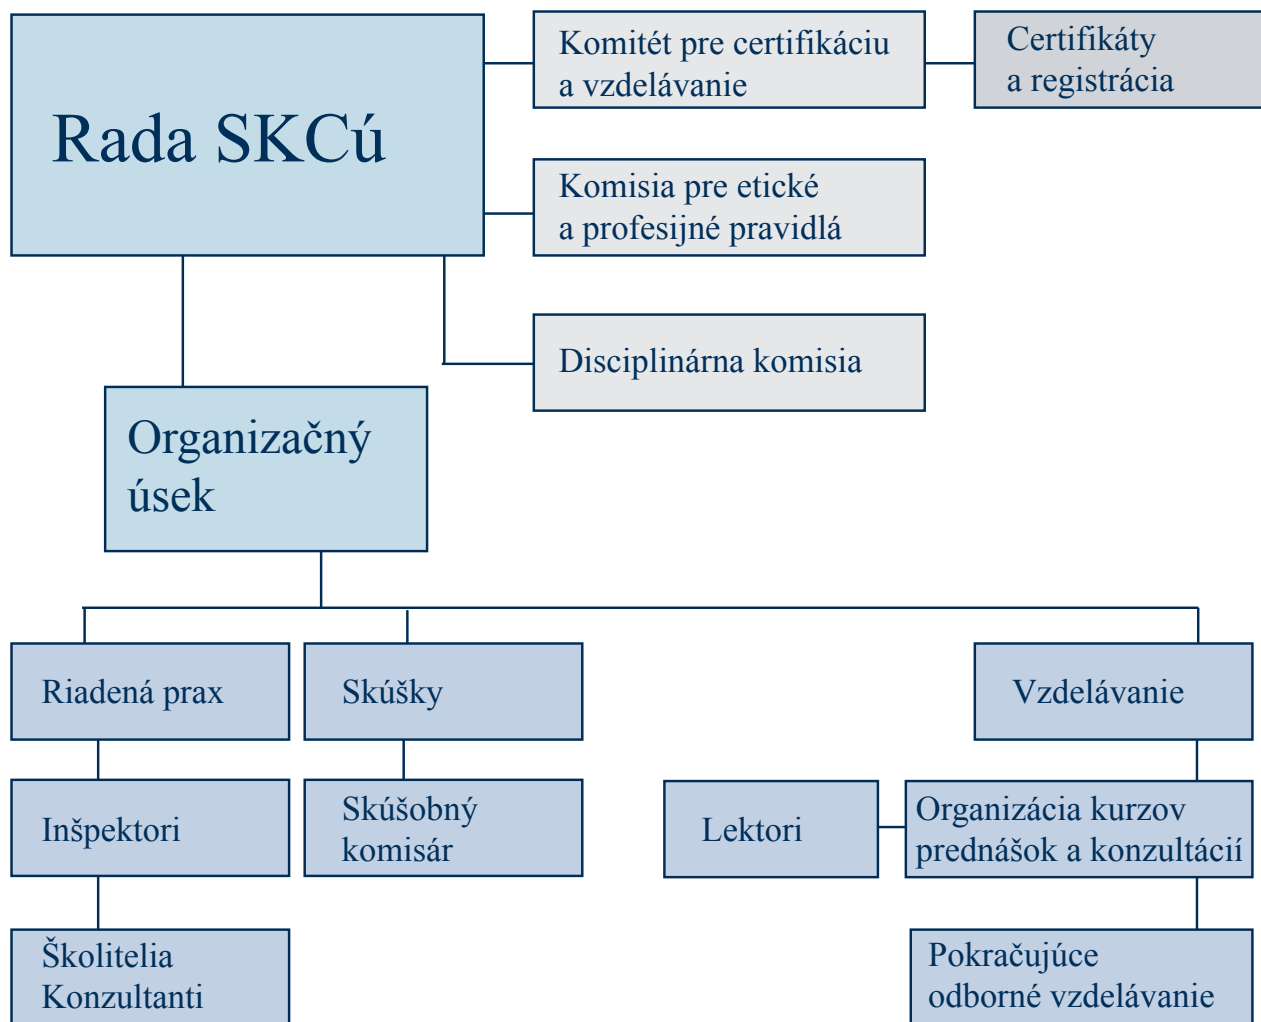 Rada SKCú
Komitét pre certifikáciu
a vzdelávanie
Certifikáty
a registrácia
Komisia pre etické
a profesijné pravidlá
Disciplinárna komisia
Organizačný
úsek
Riadená prax
Skúšky
Vzdelávanie
Inšpektori
Skúšobný
komisár
Lektori
Organizácia kurzov
prednášok a konzultácií
Školitelia
Konzultanti
Pokračujúce
odborné vzdelávanie